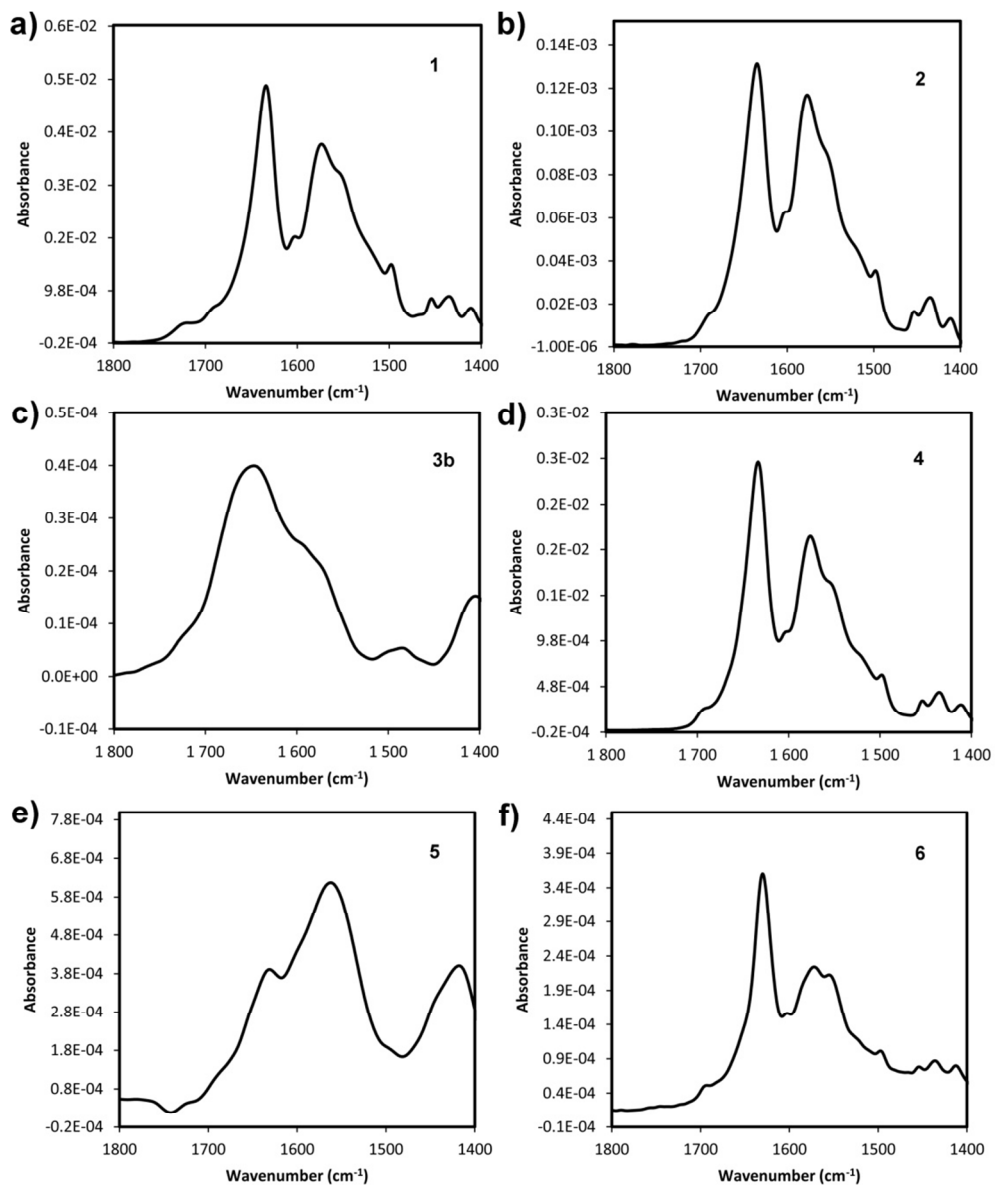 a)
0.6E-02
0.5E-02
0.4E-02
0.3E-02
0.2E-02
9.8E-04
-0.2E-04
Absorbance
1
1800 1700 1600 1500 1400
Wavenumber (cm-1)
b)
0.14E-03
0.12E-03
0.10E-03
0.08E-03
0.06E-03
0.04E-03
0.02E-03
-1.00E-06
Absorbance
2
1800 1700 1600 1500 1400
Wavenumber (cm-1)
c)
0.5E-04
0.4E-04
0.3E-04
0.2E-04
0.1E-04
0.0E+00
-0.1E-04
Absorbance
3b
1 800 1 700 1 600 1 500 1 400
Wavenumber (cm-1)
d)
0.3E-02
0.3E-02
0.2E-02
0.2E-02
0.1E-02
9.8E-04
4.8E-04
-0.2E-04
Absorbance
4
1 800 1 700 1 600 1 500 1 400
Wavenumber (cm-1)
e)
7.8E-04
6.8E-04
5.8E-04
4.8E-04
3.8E-04
2.8E-04
1.8E-04
0.8E-04
-0.2E-04
Absorbance
5
1800 1700 1600 1500 1400
Wavenumber (cm-1)
f)
4.4E-04
3.9E-04
3.4E-04
2.9E-04
2.4E-04
1.9E-04
1.4E-04
0.9E-04
0.4E-04
-0.1E-04
Absorbance
6
1800 1700 1600 1500 1400
Wavenumber (cm-1)